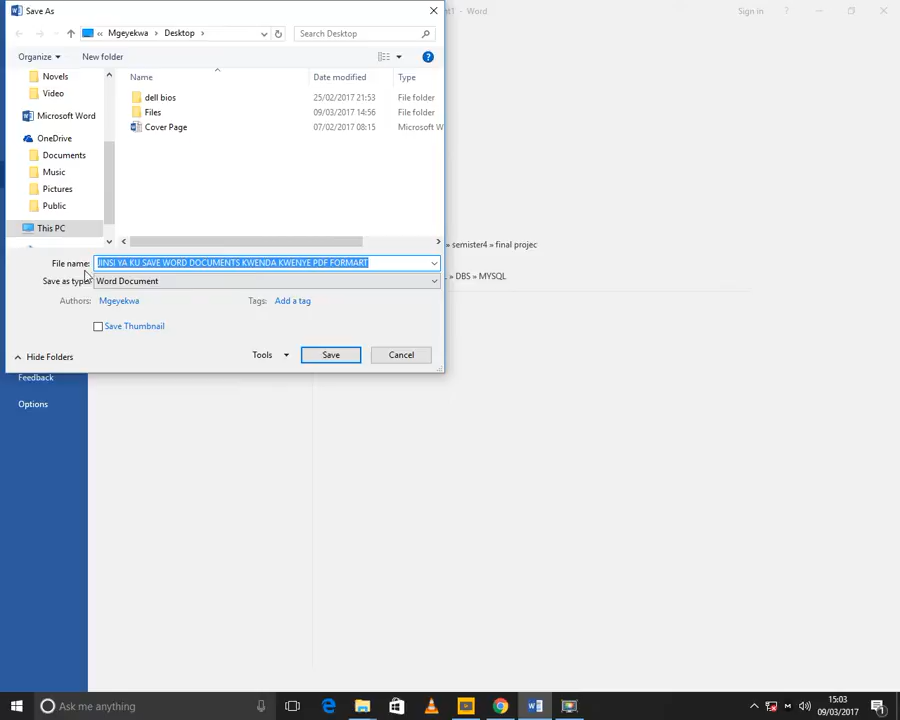 Save As
nt1 - Word
Sign in
Mgeyekwa
Desktop
Search Desktop
Organize
New folder
Novels
Video
Microsoft Word
OneDrive
Documents
Music
Pictures
Public
This PC
Name
Date modified
Type
dell bios
25/02/2017 21:53
File folder
Files
09/03/2017 14:56
File folder
Cover Page
07/02/2017 08:15
Microsoft W
» semister4 » final projec
» DBS » MYSQL
File name:
JINSI YA KU SAVE WORD DOCUMENTS KWENDA KWENYE PDF FORMART
Save as type:
Word Document
Authors:
Mgeyekwa
Tags:
Add a tag
Save Thumbnail
Hide Folders
Tools
Save
Cancel
Feedback
Options
Ask me anything
15:03
09/03/2017